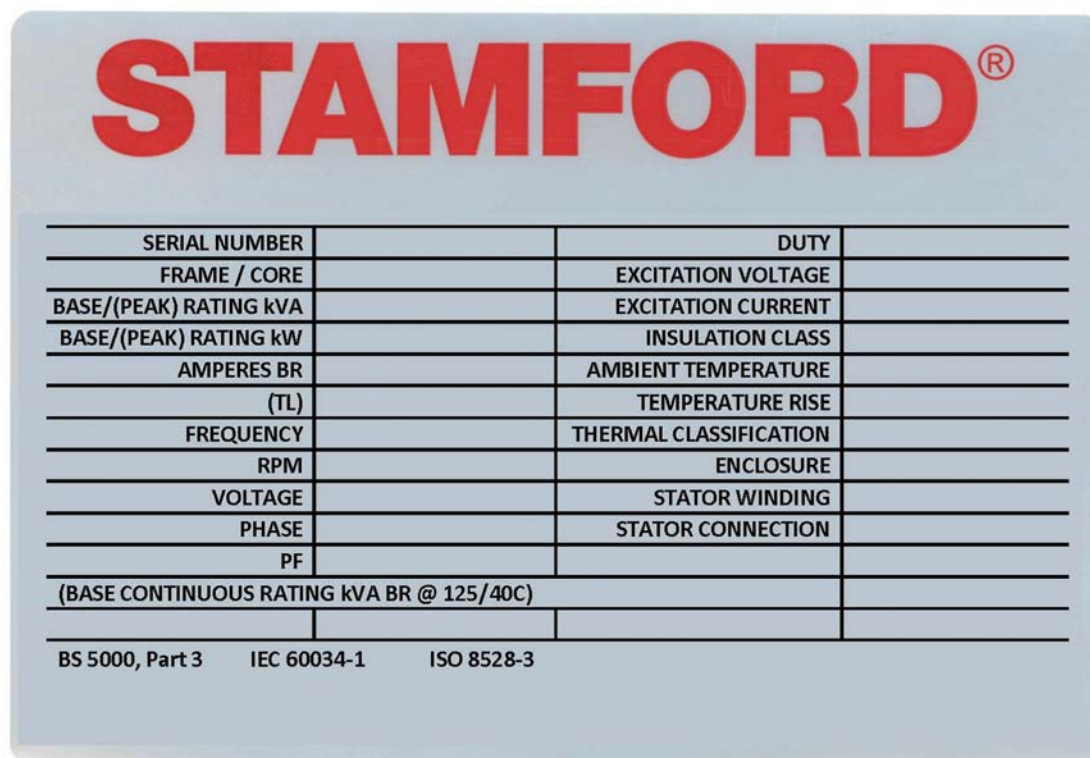 STAMFORD®
SERIAL NUMBER DUTY
FRAME / CORE EXCITATION VOLTAGE
BASE/(PEAK) RATING kVA EXCITATION CURRENT
BASE/(PEAK) RATING kW INSULATION CLASS
AMPERES BR AMBIENT TEMPERATURE
(TL) TEMPERATURE RISE
FREQUENCY THERMAL CLASSIFICATION
RPM ENCLOSURE
VOLTAGE STATOR WINDING
PHASE STATOR CONNECTION
PF
(BASE CONTINUOUS RATING kVA BR @ 125/40C)
BS 5000, Part 3 IEC 60034-1 ISO 8528-3